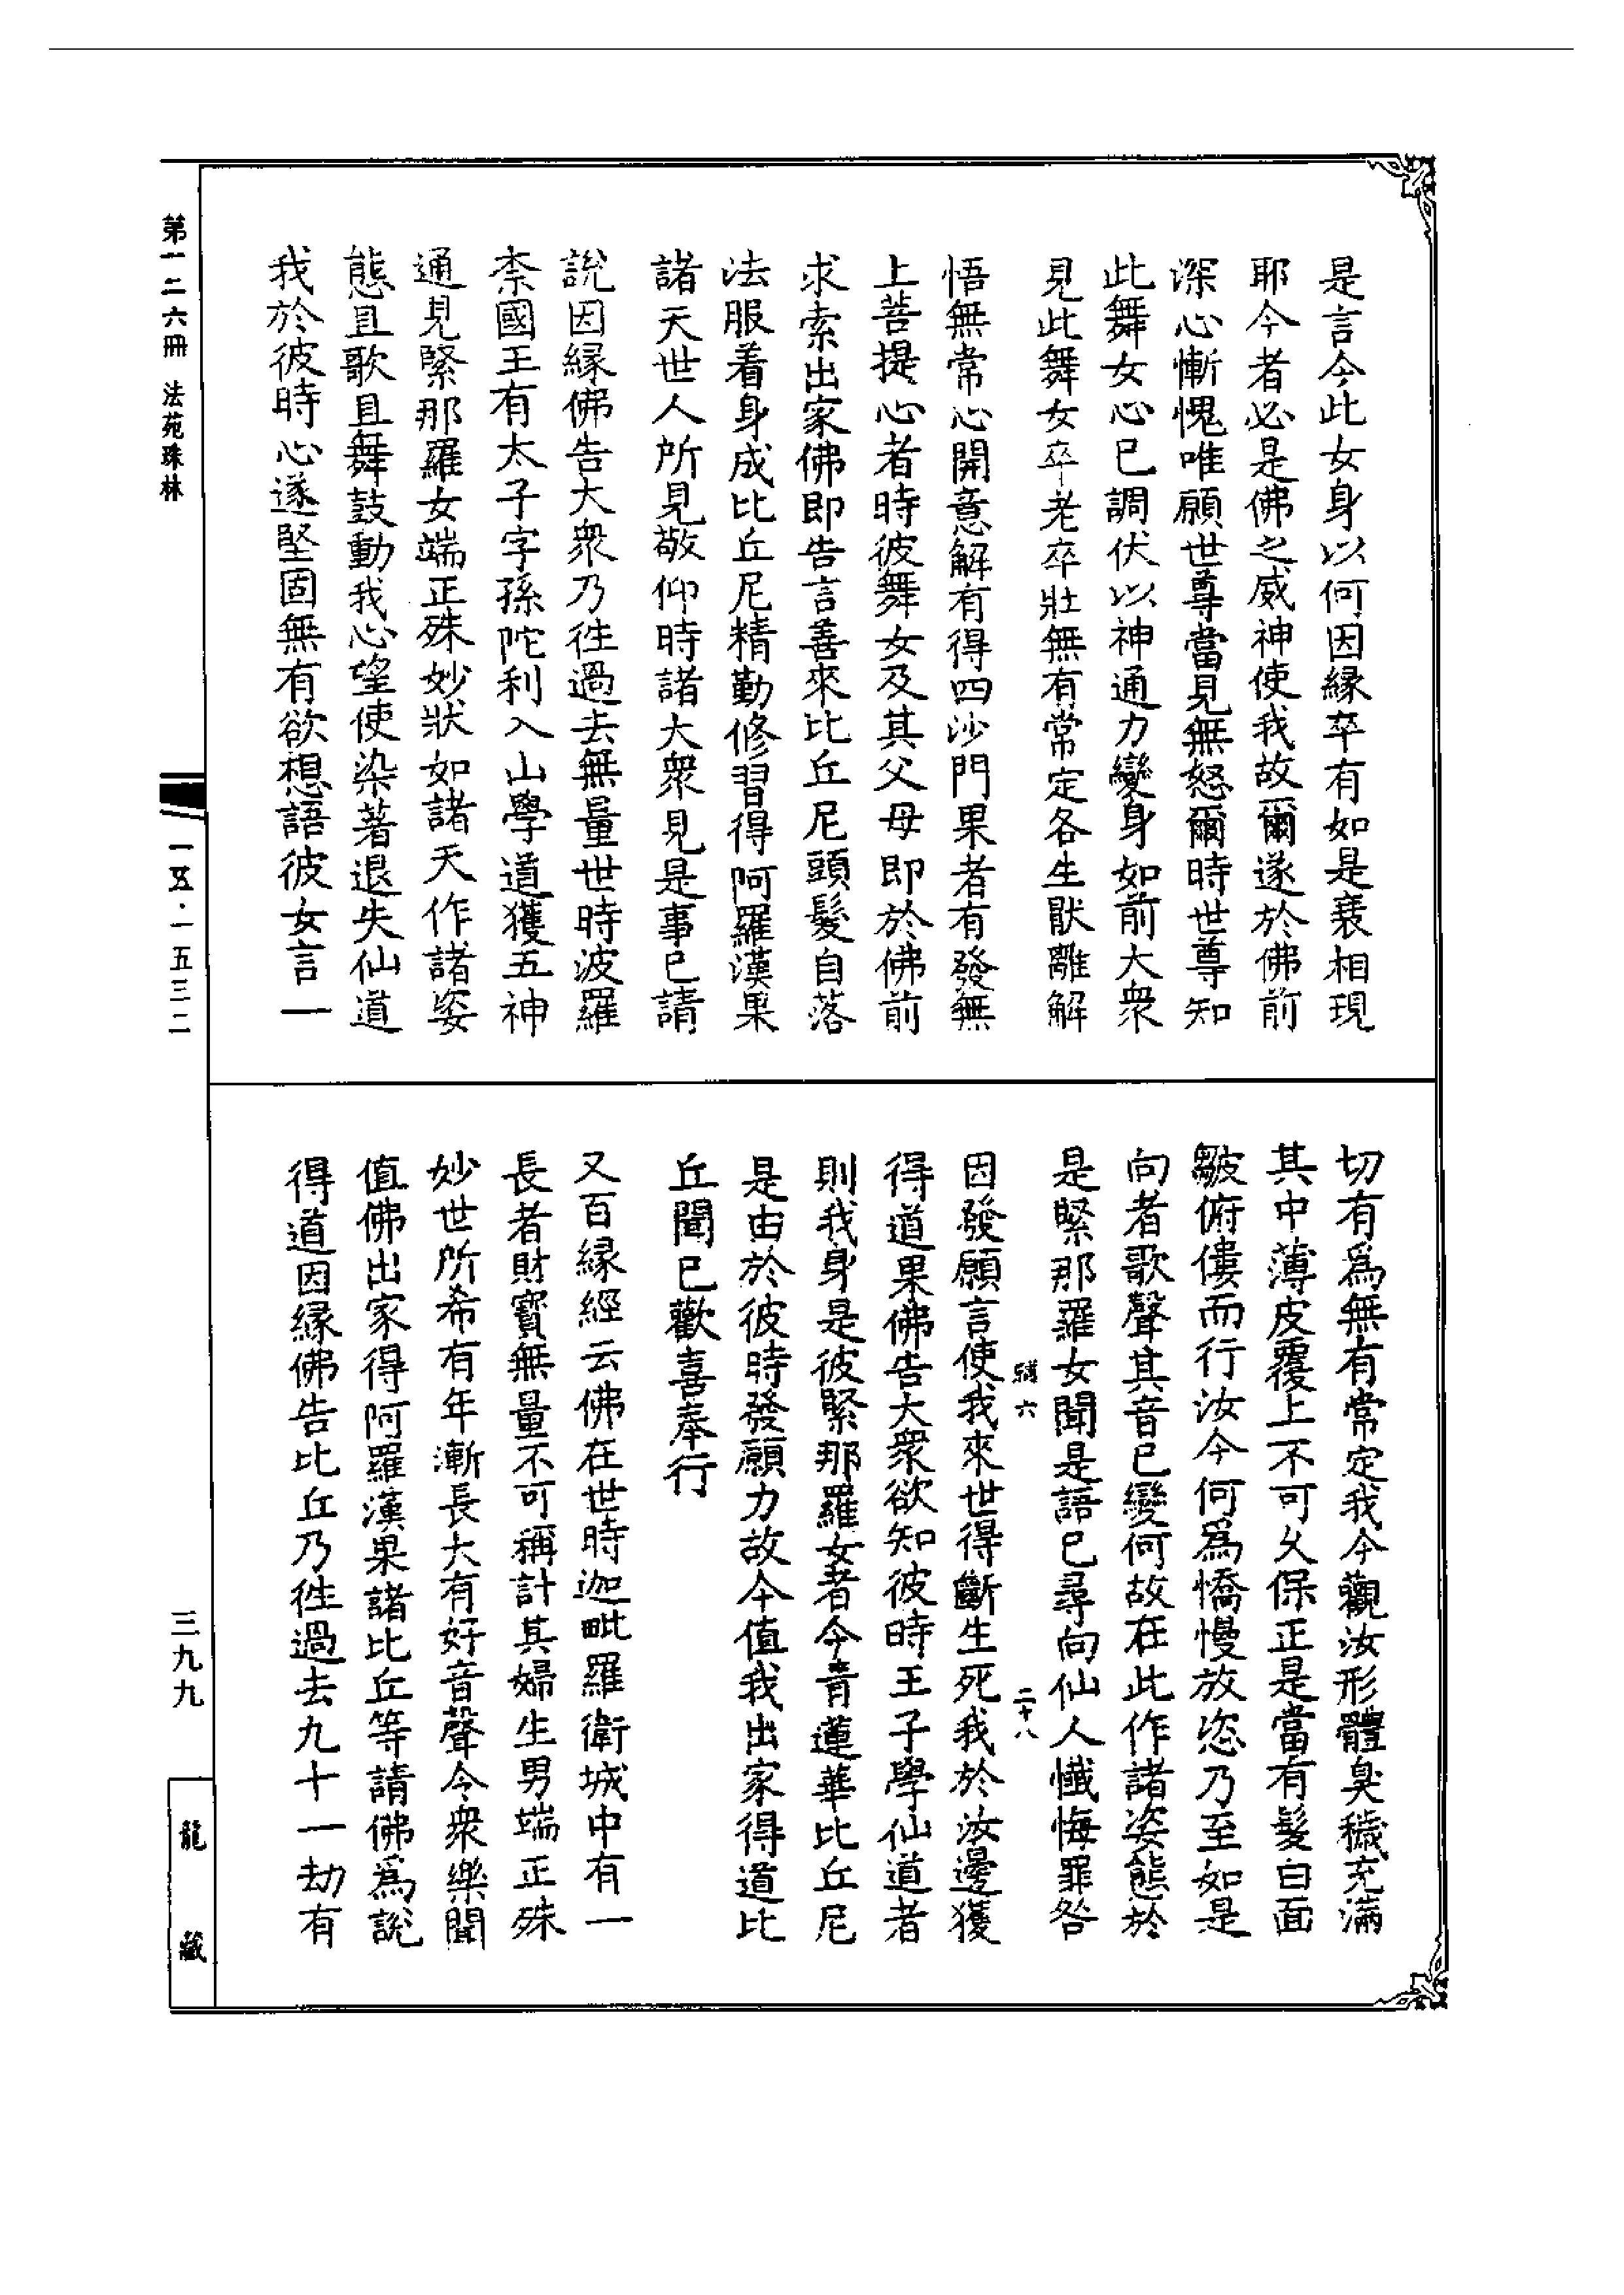 是言今此女身以何因緣卒有如是衰相現
耶今者必是佛之威神使我故爾遂於佛前
深心慚愧唯願世尊當見無怒爾時世尊知
此舞女心已調伏以神通力變身如前大衆
見此舞女卒老卒壯無有常定各生猒離解
悟無常心開意解有得四沙門果者有發無
上菩提心者時彼舞女及其父母即於佛前
求索出家佛即告言善來比丘尼頭髮自落
法服着身成比丘尼精勤修習得阿羅漢果
諸天世人所見敬仰時諸大衆見是事已請
說因緣佛告大衆乃徃過去無量世時波羅
柰國王有太子字孫陀利入山學道獲五神
通見緊那羅女端正殊妙狀如諸天作諸姿
態且歌且舞鼓動我心望使染著退失仙道
我於彼時心遂堅固無有欲想語彼女言一
切有爲無有常定我今觀汝形體臭穢充滿
其中薄皮覆上不可久保正是當有髮白面
皺俯僂而行汝今何爲憍慢放恣乃至如是
向者歌聲其音已變何故在此作諸姿態於
是緊那羅女聞是語已尋向仙人懺悔罪咎
六 二十八
因發願言使我來世得斷生死我於汝邊獲
得道果佛告大衆欲知彼時王子學仙道者
則我身是彼緊那羅女者今青蓮華比丘尼
是由於彼時發願力故今值我出家得道比
丘聞已歡喜奉行
又百緣經云佛在世時迦毗羅衛城中有一
長者財寶無量不可稱計其婦生男端正殊
妙世所希有年漸長大有好音聲令衆樂聞
值佛出家得阿羅漢果諸比丘等請佛爲說
得道因緣佛告比丘乃徃過去九十一劫有
第一二六冊 法苑珠林
一五·一五三二
三九九
龍藏